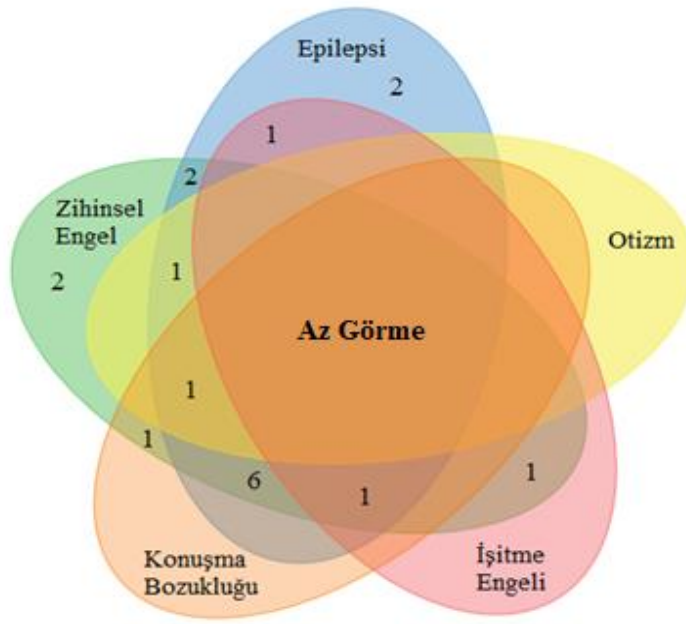 Epilepsi
2
1
2
Zihinsel
Engel
Otizm
2
1
Az Görme
1
1
6
1
1
Konuşma
Bozukluğu
İşitme
Engeli